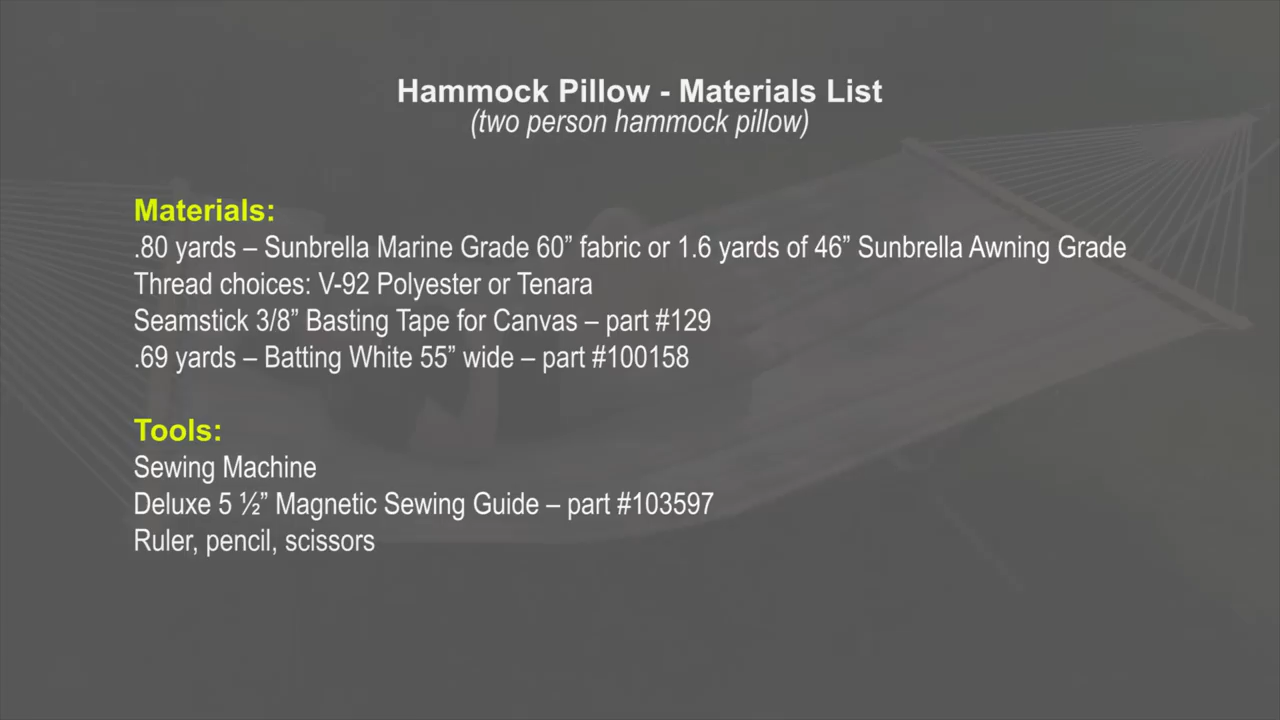 Hammock Pillow - Materials List
(two person hammock pillow)
Materials:
.80 yards – Sunbrella Marine Grade 60” fabric or 1.6 yards of 46” Sunbrella Awning Grade
Thread choices: V-92 Polyester or Tenara
Seamstick 3/8” Basting Tape for Canvas – part #129
.69 yards – Batting White 55” wide – part #100158
Tools:
Sewing Machine
Deluxe 5 ½” Magnetic Sewing Guide – part #103597
Ruler, pencil, scissors